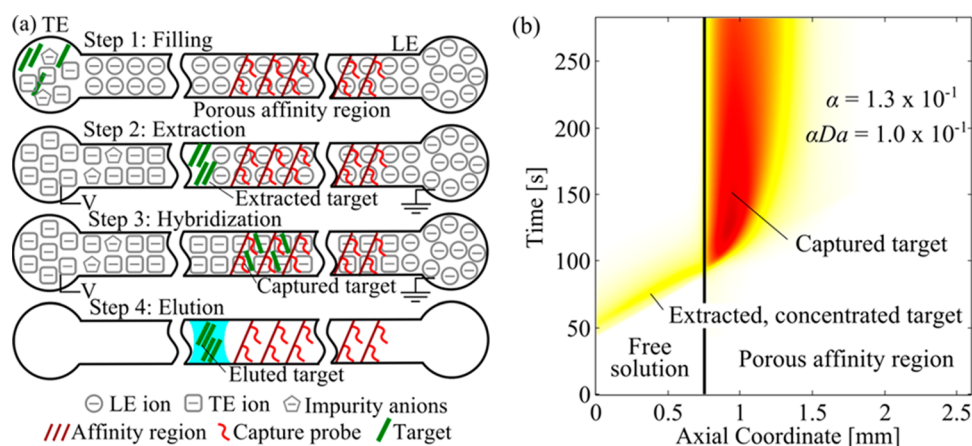 (a)
TE
Step 1: Filling
LE
Porous affinity region
Step 2: Extraction
Extracted target
V
Step 3: Hybridization
Captured target
V
Step 4: Elution
Eluted target
LE ion
TE ion
Impurity anions
Affinity region
Capture probe
Target
(b)
250
200
150
100
50
0
Time [s]
α = 1.3 x 10⁻¹
αDa = 1.0 x 10⁻¹
Captured target
Extracted, concentrated target
Free
solution
Porous affinity region
0
0.5
1
1.5
2
2.5
Axial Coordinate [mm]